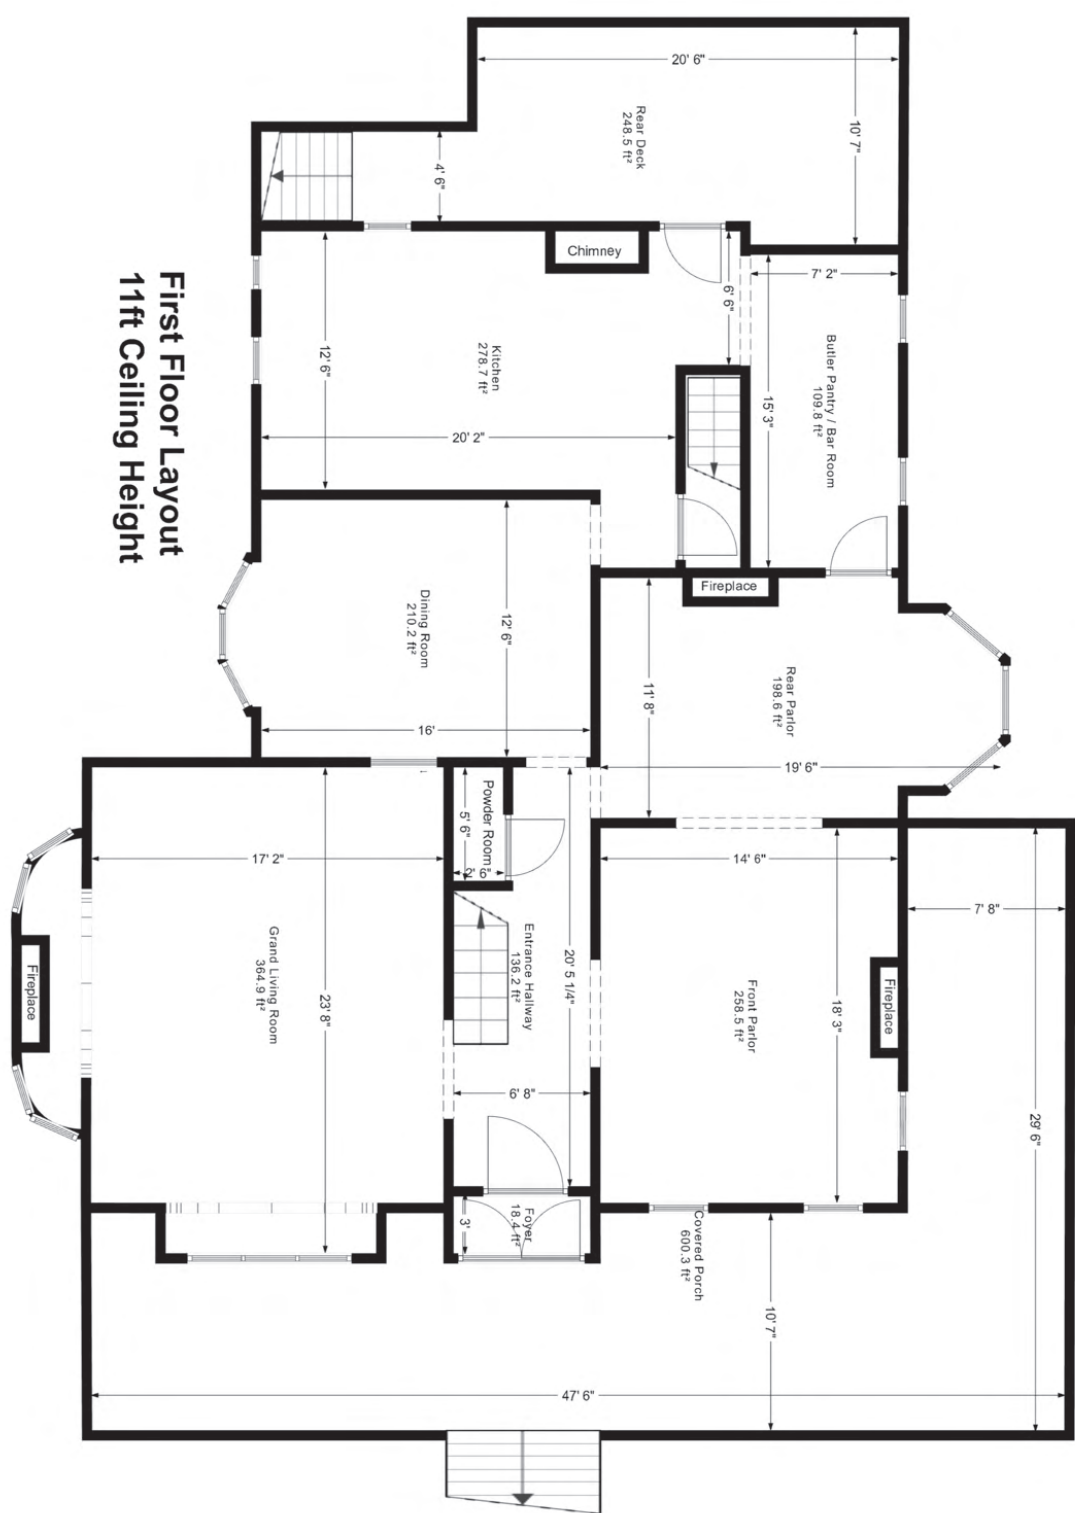 First Floor Layout
11ft Ceiling Height
20' 6"
10' 7"
Rear Deck
248.5 ft²
4' 6"
Chimney
6' 6"
7' 2"
Kitchen
278.7 ft²
12' 6"
20' 2"
Butler Pantry / Bar Room
109.8 ft²
15' 3"
Fireplace
Dining Room
210.2 ft²
12' 6"
16'
11' 8"
Rear Parlor
198.6 ft²
19' 6"
Powder Room
5' 6"
2' 6"
17' 2"
14' 6"
7' 8"
Grand Living Room
364.9 ft²
23' 8"
Fireplace
Entrance Hallway
136.2 ft²
20' 5 1/4"
6' 8"
Front Parlor
258.5 ft²
18' 3"
Fireplace
29' 6"
Foyer
18.4 ft²
3'
Covered Porch
600.3 ft²
10' 7"
47' 6"